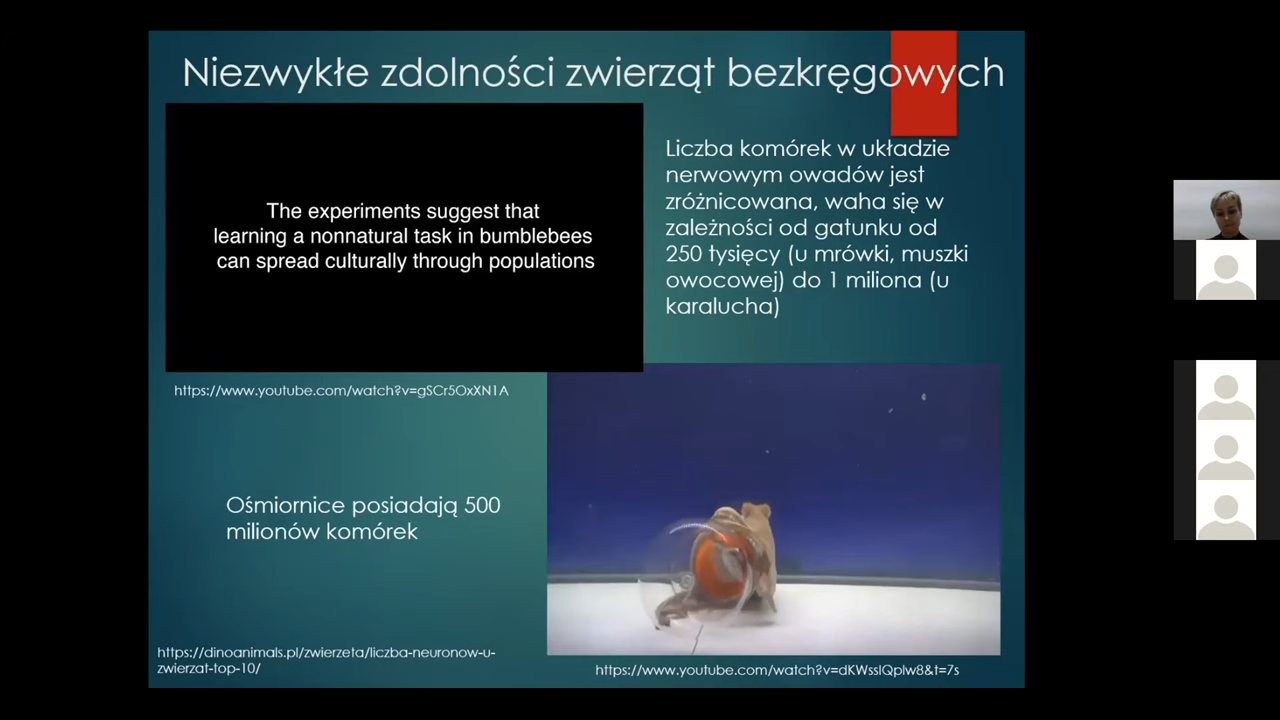 Niezwykłe zdolności zwierząt bezkręgowych
The experiments suggest that
learning a nonnatural task in bumblebees
can spread culturally through populations
https://www.youtube.com/watch?v=gSCr5OxXN1A
Liczba komórek w układzie
nerwowym owadów jest
zróżnicowana, waha się w
zależności od gatunku od
250 tysięcy (u mrówki, muszki
owocowej) do 1 miliona (u
karalucha)
Ośmiornice posiadają 500
milionów komórek
https://dinoanimals.pl/zwierzeta/liczba-neuronow-u-
zwierzat-top-10/
https://www.youtube.com/watch?v=dKWssIQpIw8&t=7s